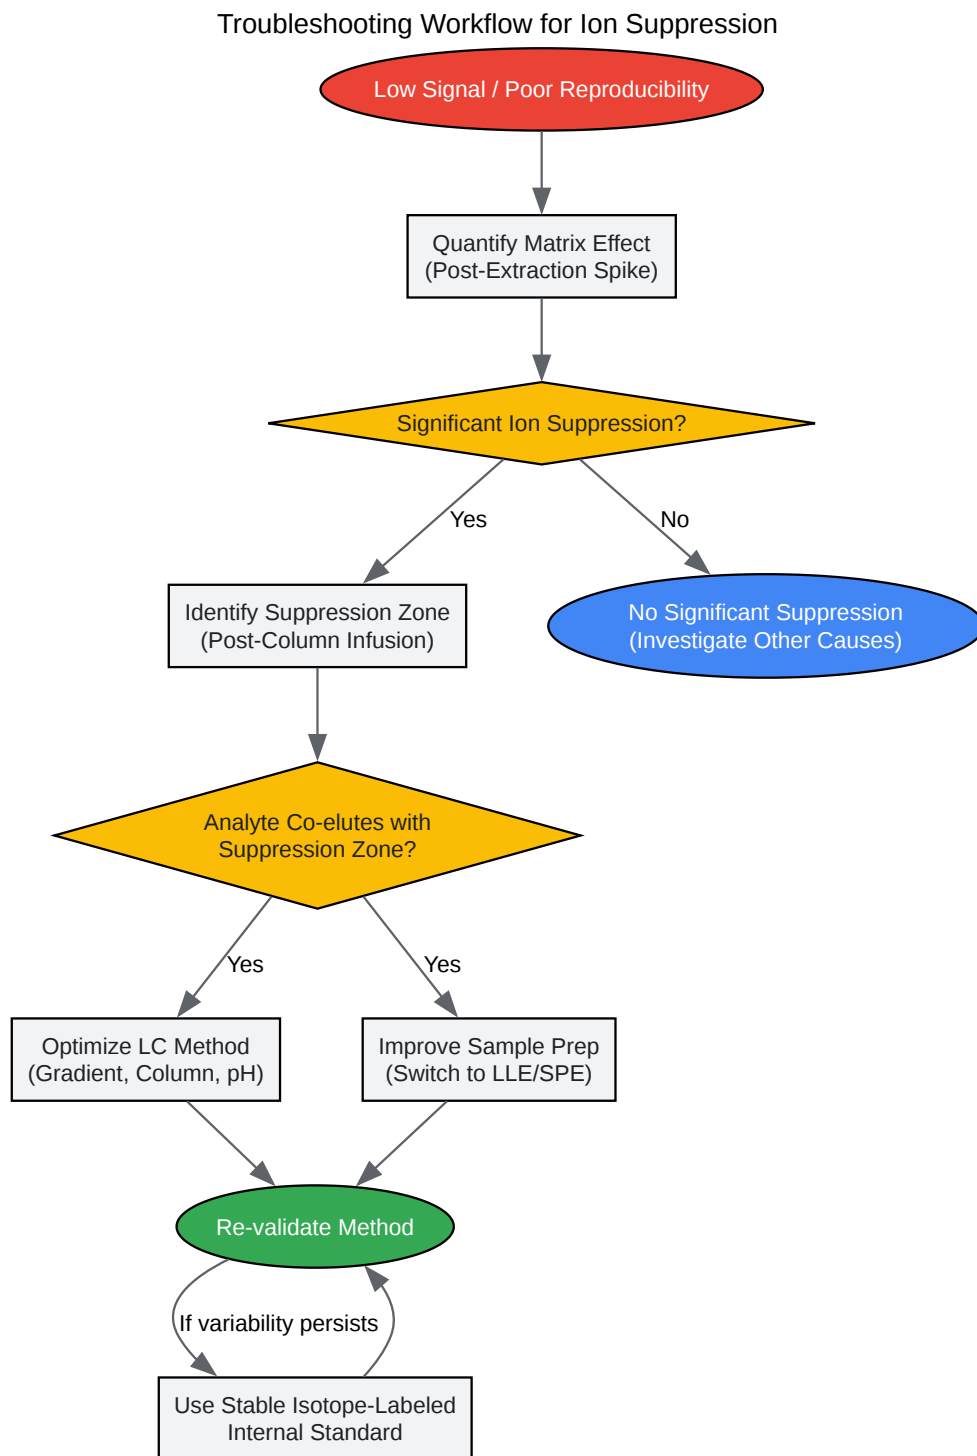 Troubleshooting Workflow for Ion Suppression
Low Signal / Poor Reproducibility
Quantify Matrix Effect
(Post-Extraction Spike)
Significant Ion Suppression?
Yes
No
Identify Suppression Zone
(Post-Column Infusion)
No Significant Suppression
(Investigate Other Causes)
Analyte Co-elutes with
Suppression Zone?
Yes
Yes
Optimize LC Method
(Gradient, Column, pH)
Improve Sample Prep
(Switch to LLE/SPE)
Re-validate Method
If variability persists
Use Stable Isotope-Labeled
Internal Standard